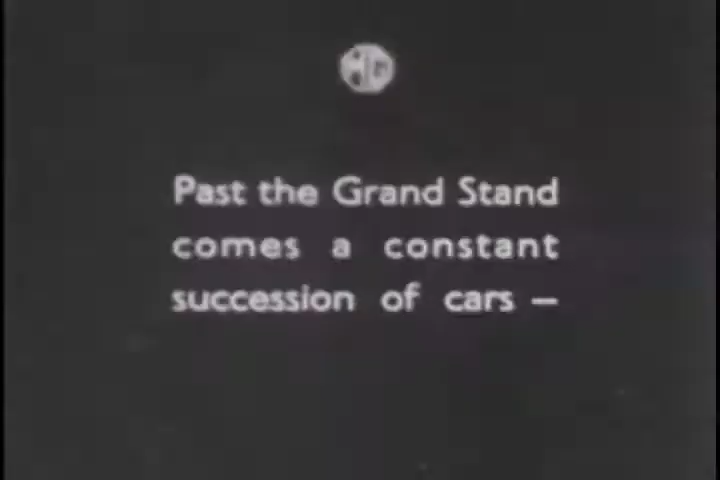 Past the Grand Stand
comes a constant
succession of cars –